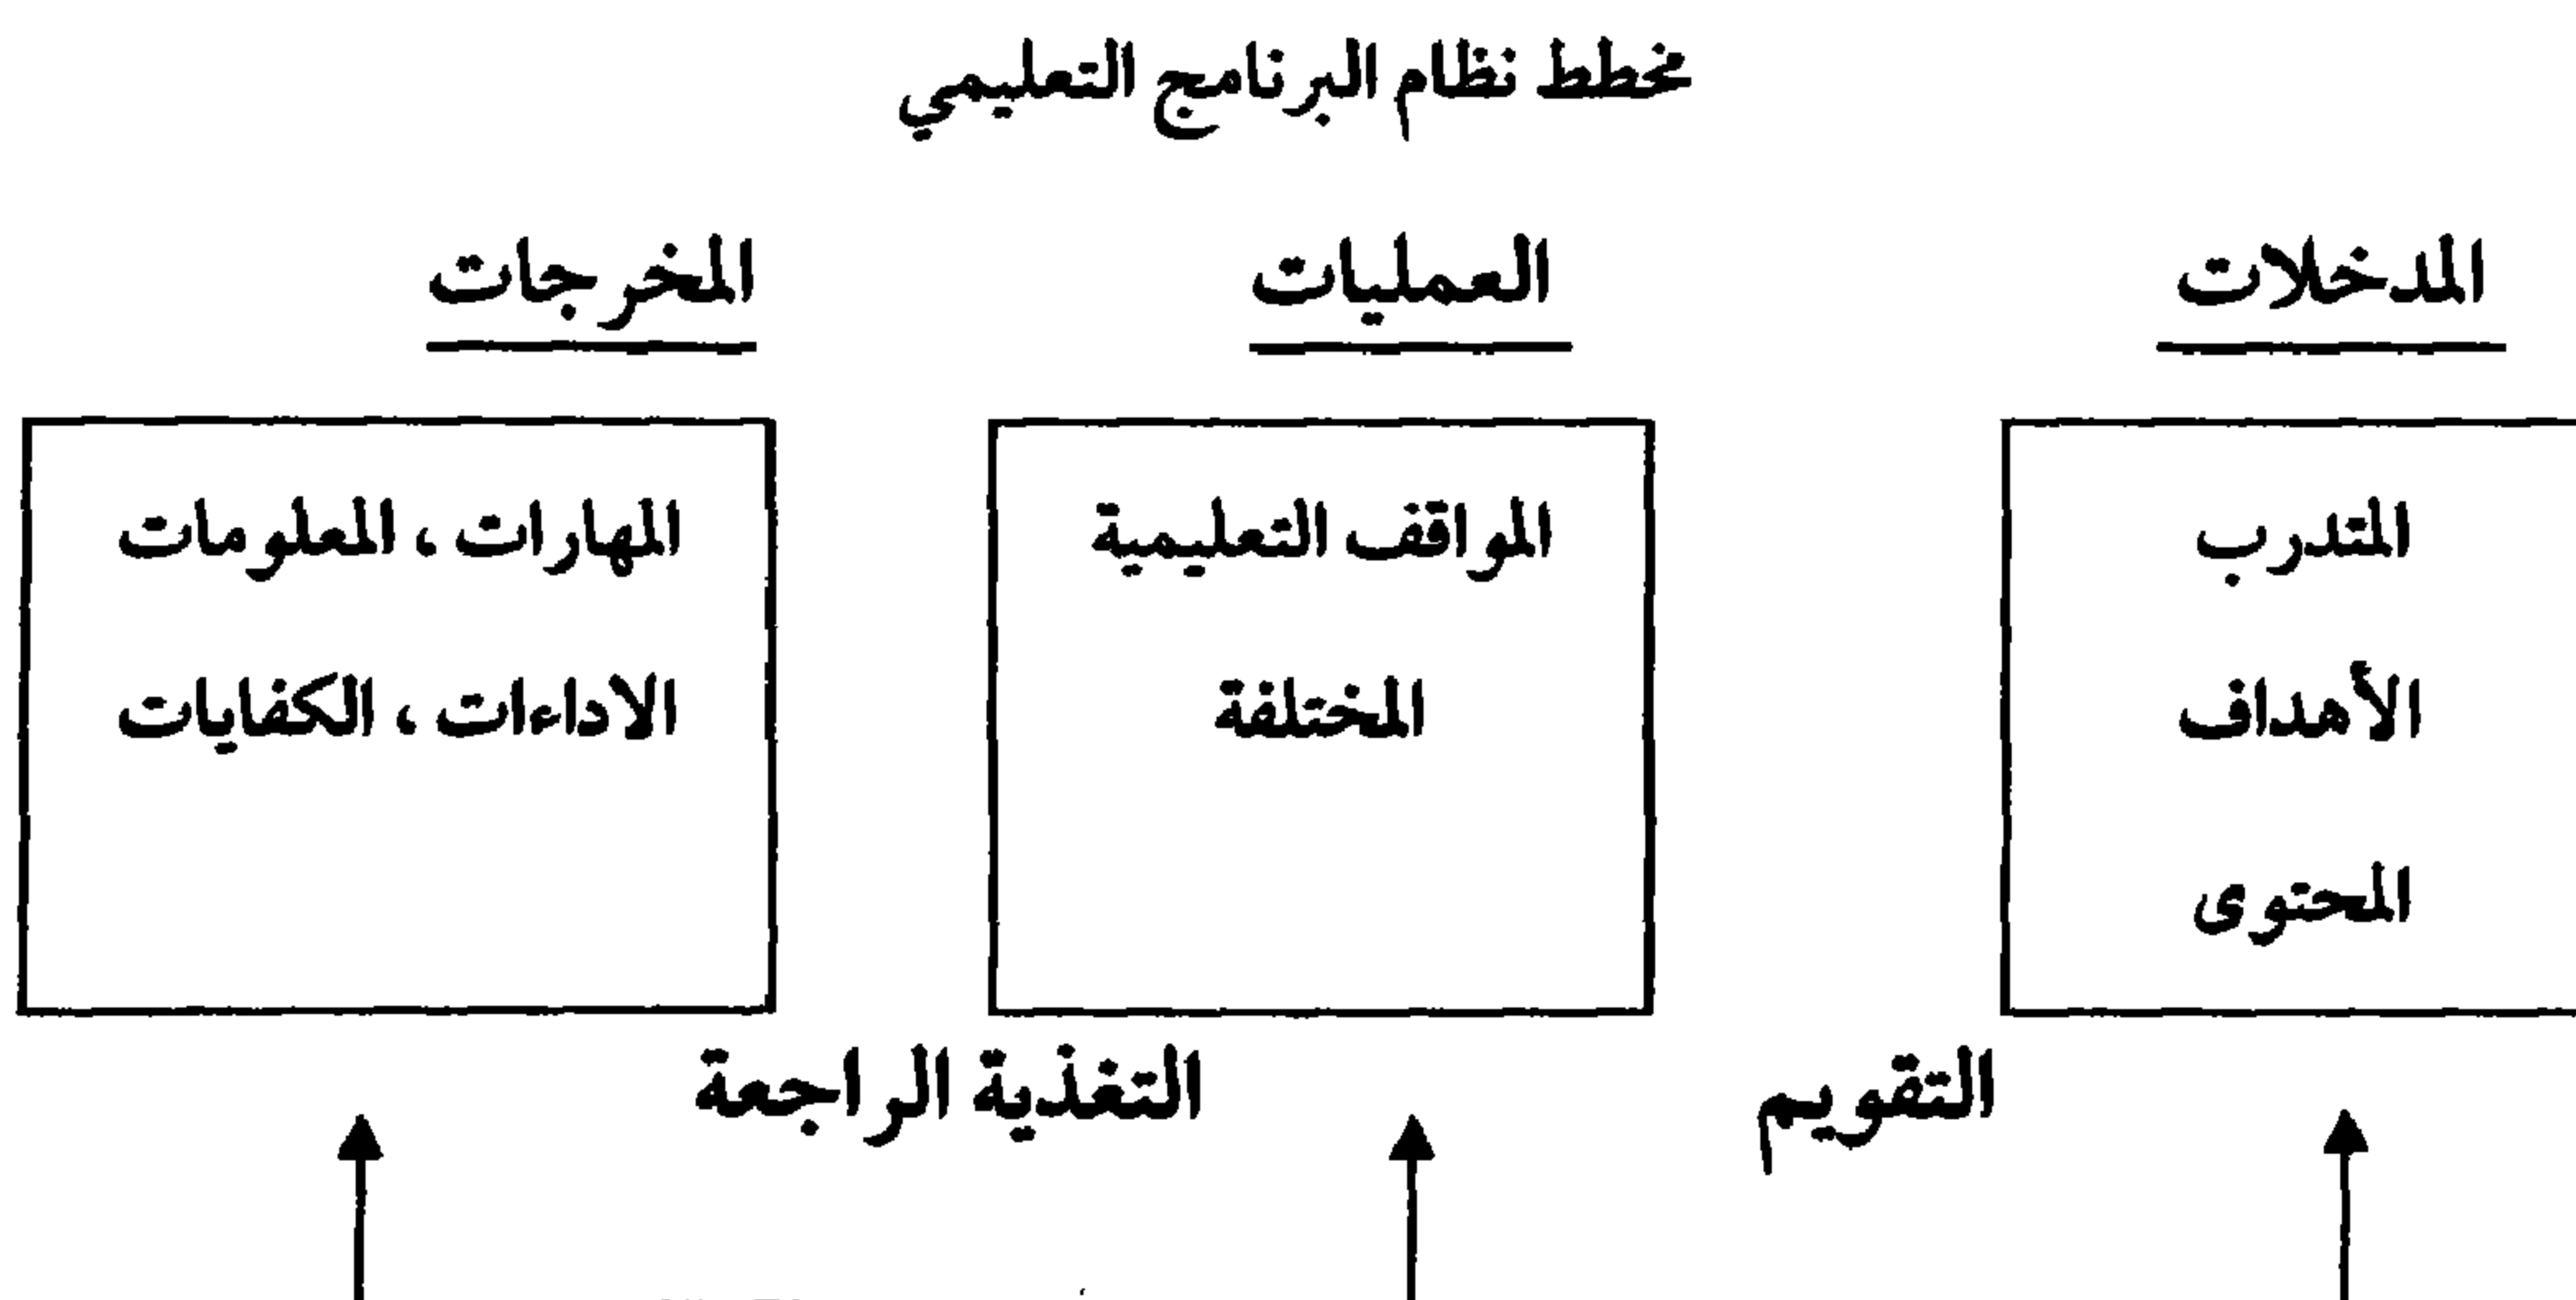 مخطط نظام البرنامج التعليمي
المدخلات
العمليات
المخرجات
المتدرب
الأهداف
المحتوى
المواقف التعليمية
المختلفة
المهارات ، المعلومات
الاداءات ، الكفايات
التقويم
التغذية الراجعة